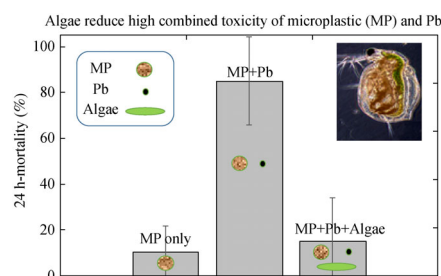 Algae reduce high combined toxicity of microplastic (MP) and Pb
100
80
60
40
20
0
24 h-mortality (%)
MP
Pb
Algae
MP+Pb
MP only
MP+Pb+Algae